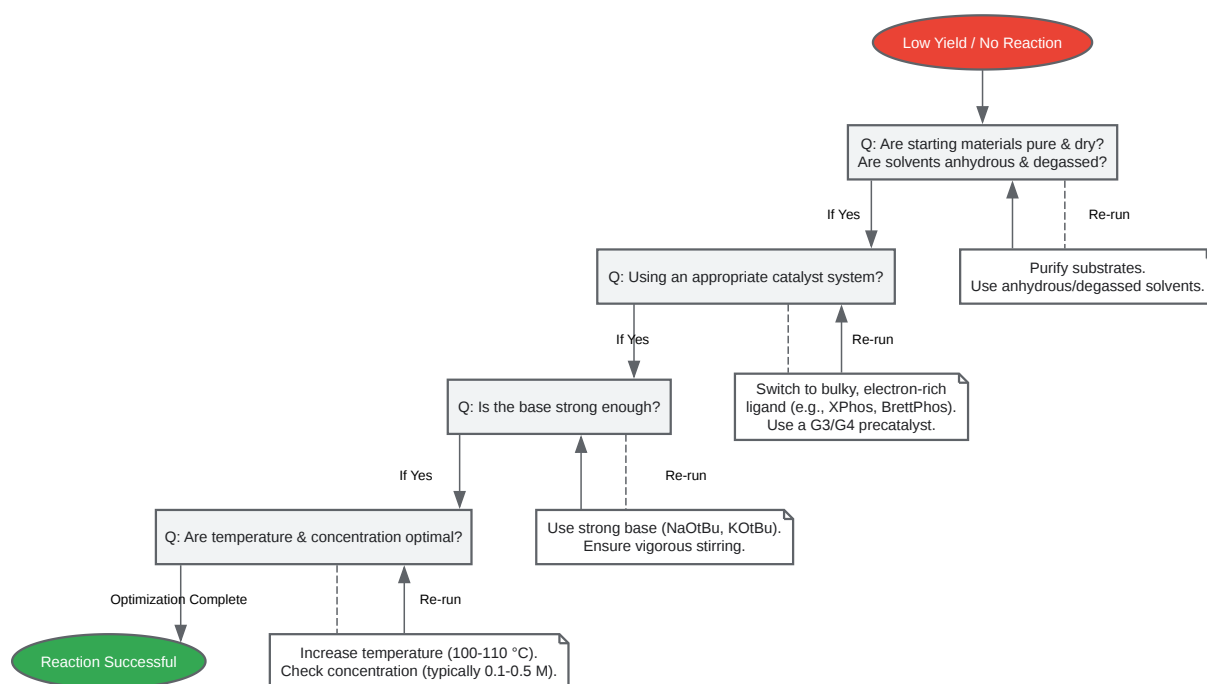 Low Yield / No Reaction
Q: Are starting materials pure & dry?
Are solvents anhydrous & degassed?
If Yes
Re-run
Purify substrates.
Use anhydrous/degassed solvents.
Q: Using an appropriate catalyst system?
If Yes
Re-run
Switch to bulky, electron-rich
ligand (e.g., XPhos, BrettPhos).
Use a G3/G4 precatalyst.
Q: Is the base strong enough?
If Yes
Re-run
Use strong base (NaOtBu, KOtBu).
Ensure vigorous stirring.
Q: Are temperature & concentration optimal?
Optimization Complete
Re-run
Increase temperature (100-110 °C).
Check concentration (typically 0.1-0.5 M).
Reaction Successful